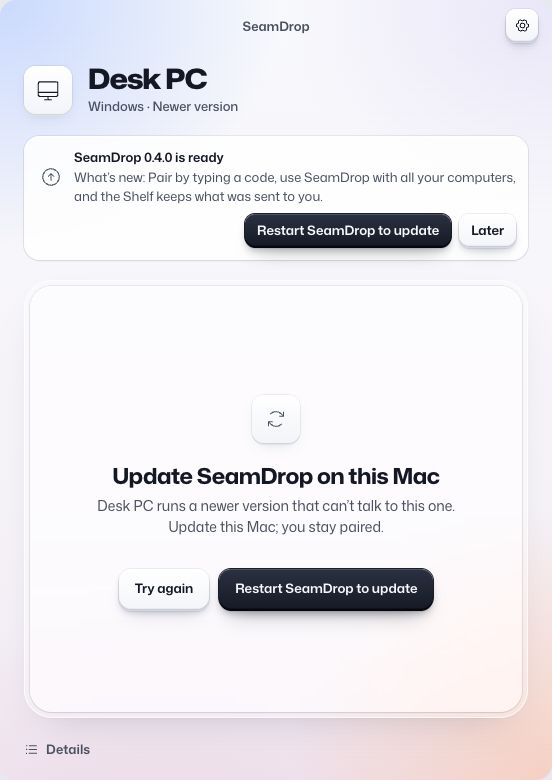 SeamDrop
Desk PC
Windows · Newer version
SeamDrop 0.4.0 is ready
What’s new: Pair by typing a code, use SeamDrop with all your computers,
and the Shelf keeps what was sent to you.
Restart SeamDrop to update
Later
Update SeamDrop on this Mac
Desk PC runs a newer version that can’t talk to this one.
Update this Mac; you stay paired.
Try again
Restart SeamDrop to update
Details